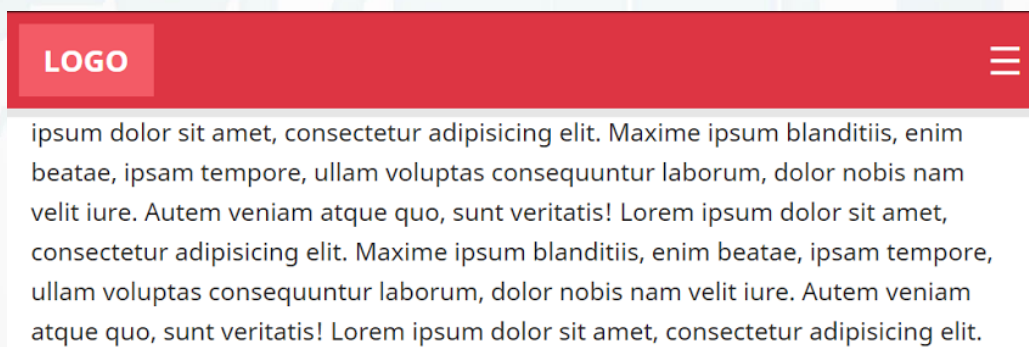 LOGO
ipsum dolor sit amet, consectetur adipisicing elit. Maxime ipsum blanditiis, enim
beatae, ipsam tempore, ullam voluptas consequuntur laborum, dolor nobis nam
velit iure. Autem veniam atque quo, sunt veritatis! Lorem ipsum dolor sit amet,
consectetur adipisicing elit. Maxime ipsum blanditiis, enim beatae, ipsam tempore,
ullam voluptas consequuntur laborum, dolor nobis nam velit iure. Autem veniam
atque quo, sunt veritatis! Lorem ipsum dolor sit amet, consectetur adipisicing elit.